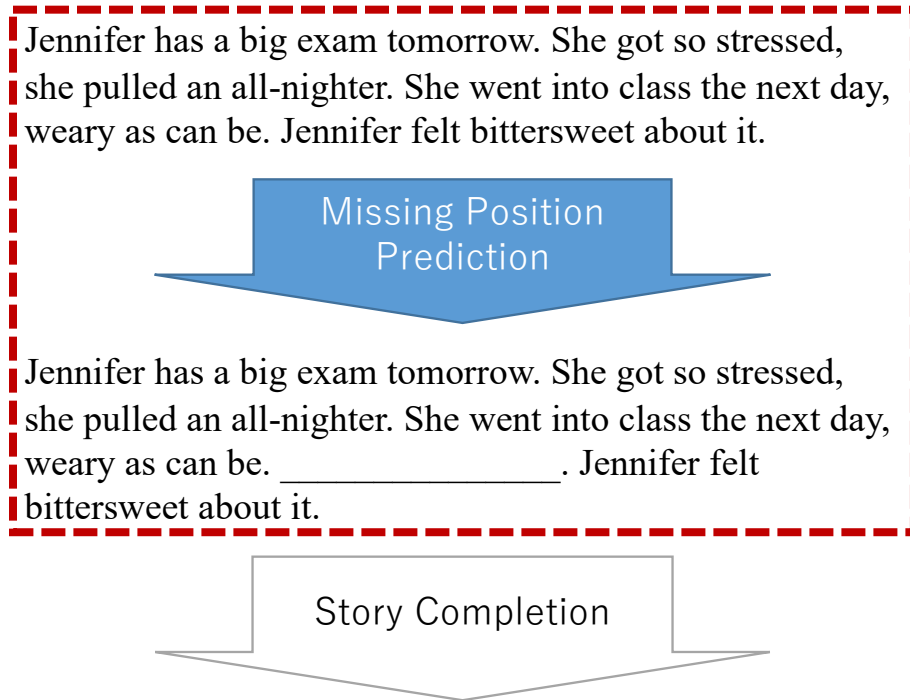 Jennifer has a big exam tomorrow. She got so stressed,
she pulled an all-nighter. She went into class the next day,
weary as can be. Jennifer felt bittersweet about it.
Missing Position
Prediction
Jennifer has a big exam tomorrow. She got so stressed,
she pulled an all-nighter. She went into class the next day,
weary as can be. _______________. Jennifer felt
bittersweet about it.
Story Completion